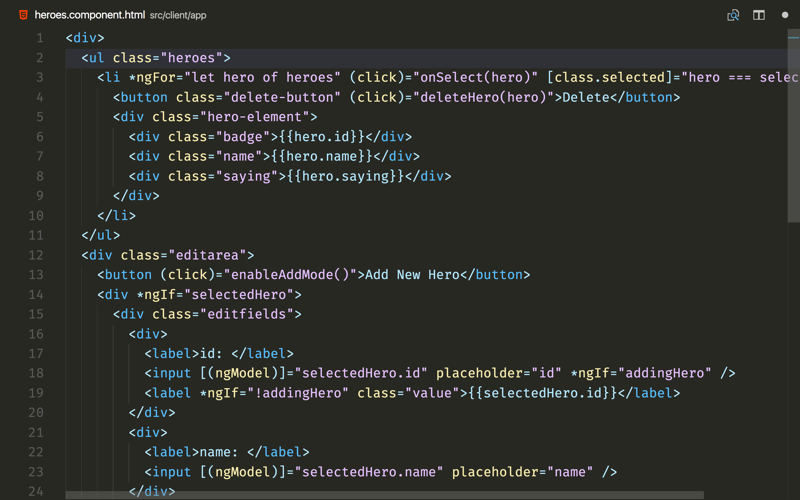 heroes.component.html src/client/app
1 <div>
2 <ul class="heroes">
3 <li *ngFor="let hero of heroes" (click)="onSelect(hero)" [class.selected]="hero ===
4 <button class="delete-button" (click)="deleteHero(hero)">Delete</button>
5 <div class="hero-element">
6 <div class="badge">{{hero.id}}</div>
7 <div class="name">{{hero.name}}</div>
8 <div class="saying">{{hero.saying}}</div>
9 </div>
10 </li>
11 </ul>
12 <div class="editarea">
13 <button (click)="enableAddMode()">Add New Hero</button>
14 <div *ngIf="selectedHero">
15 <div class="editfields">
16 <div>
17 <label>id: </label>
18 <input [(ngModel)]="selectedHero.id" placeholder="id" *ngIf="addingHero" />
19 <label *ngIf="!addingHero" class="value">{{selectedHero.id}}</label>
20 </div>
21 <div>
22 <label>name: </label>
23 <input [(ngModel)]="selectedHero.name" placeholder="name" />
24 </div>